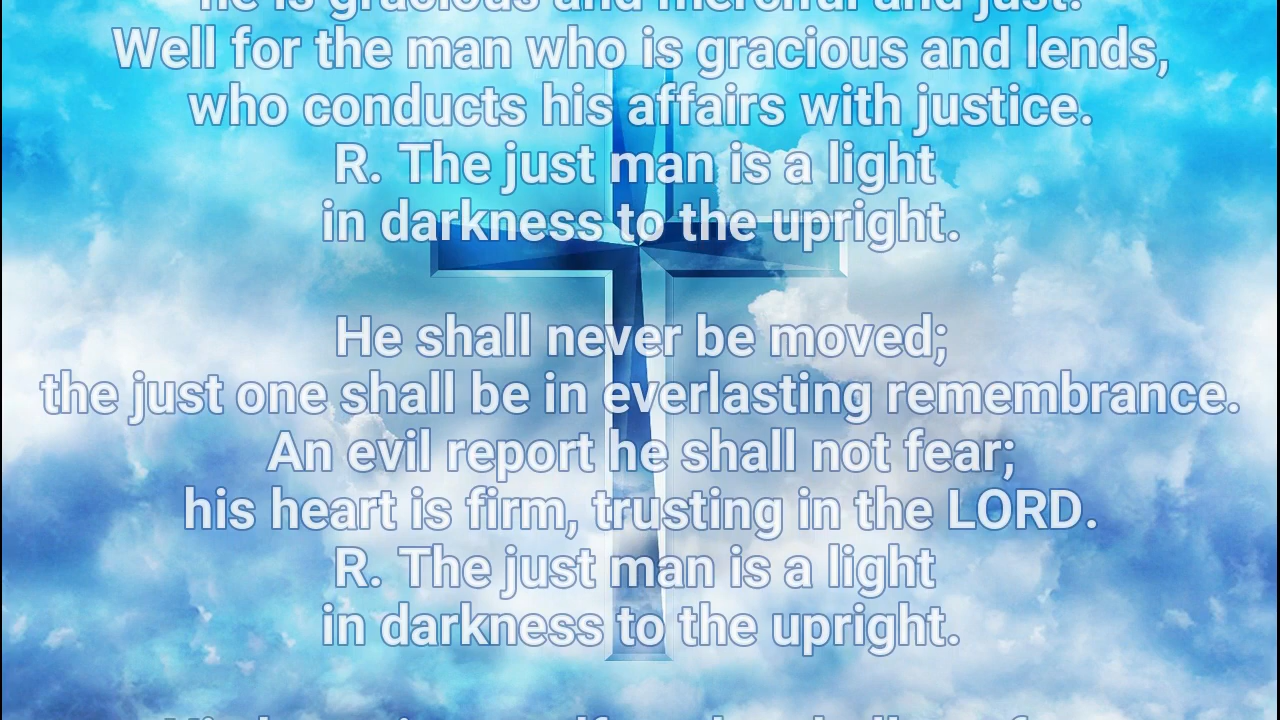 he is gracious and merciful and just.
Well for the man who is gracious and lends,
who conducts his affairs with justice.
R. The just man is a light
in darkness to the upright.
He shall never be moved;
the just one shall be in everlasting remembrance.
An evil report he shall not fear;
his heart is firm, trusting in the LORD.
R. The just man is a light
in darkness to the upright.